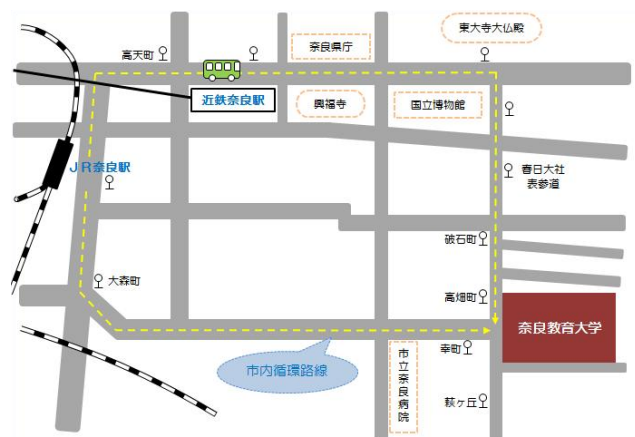 東大寺大仏殿
高天町
奈良県庁
近鉄奈良駅
興福寺
国立博物館
JR奈良駅
春日大社
表参道
破石町
大森町
高畑町
奈良教育大学
幸町
市内循環路線
市立奈良病院
萩ヶ丘